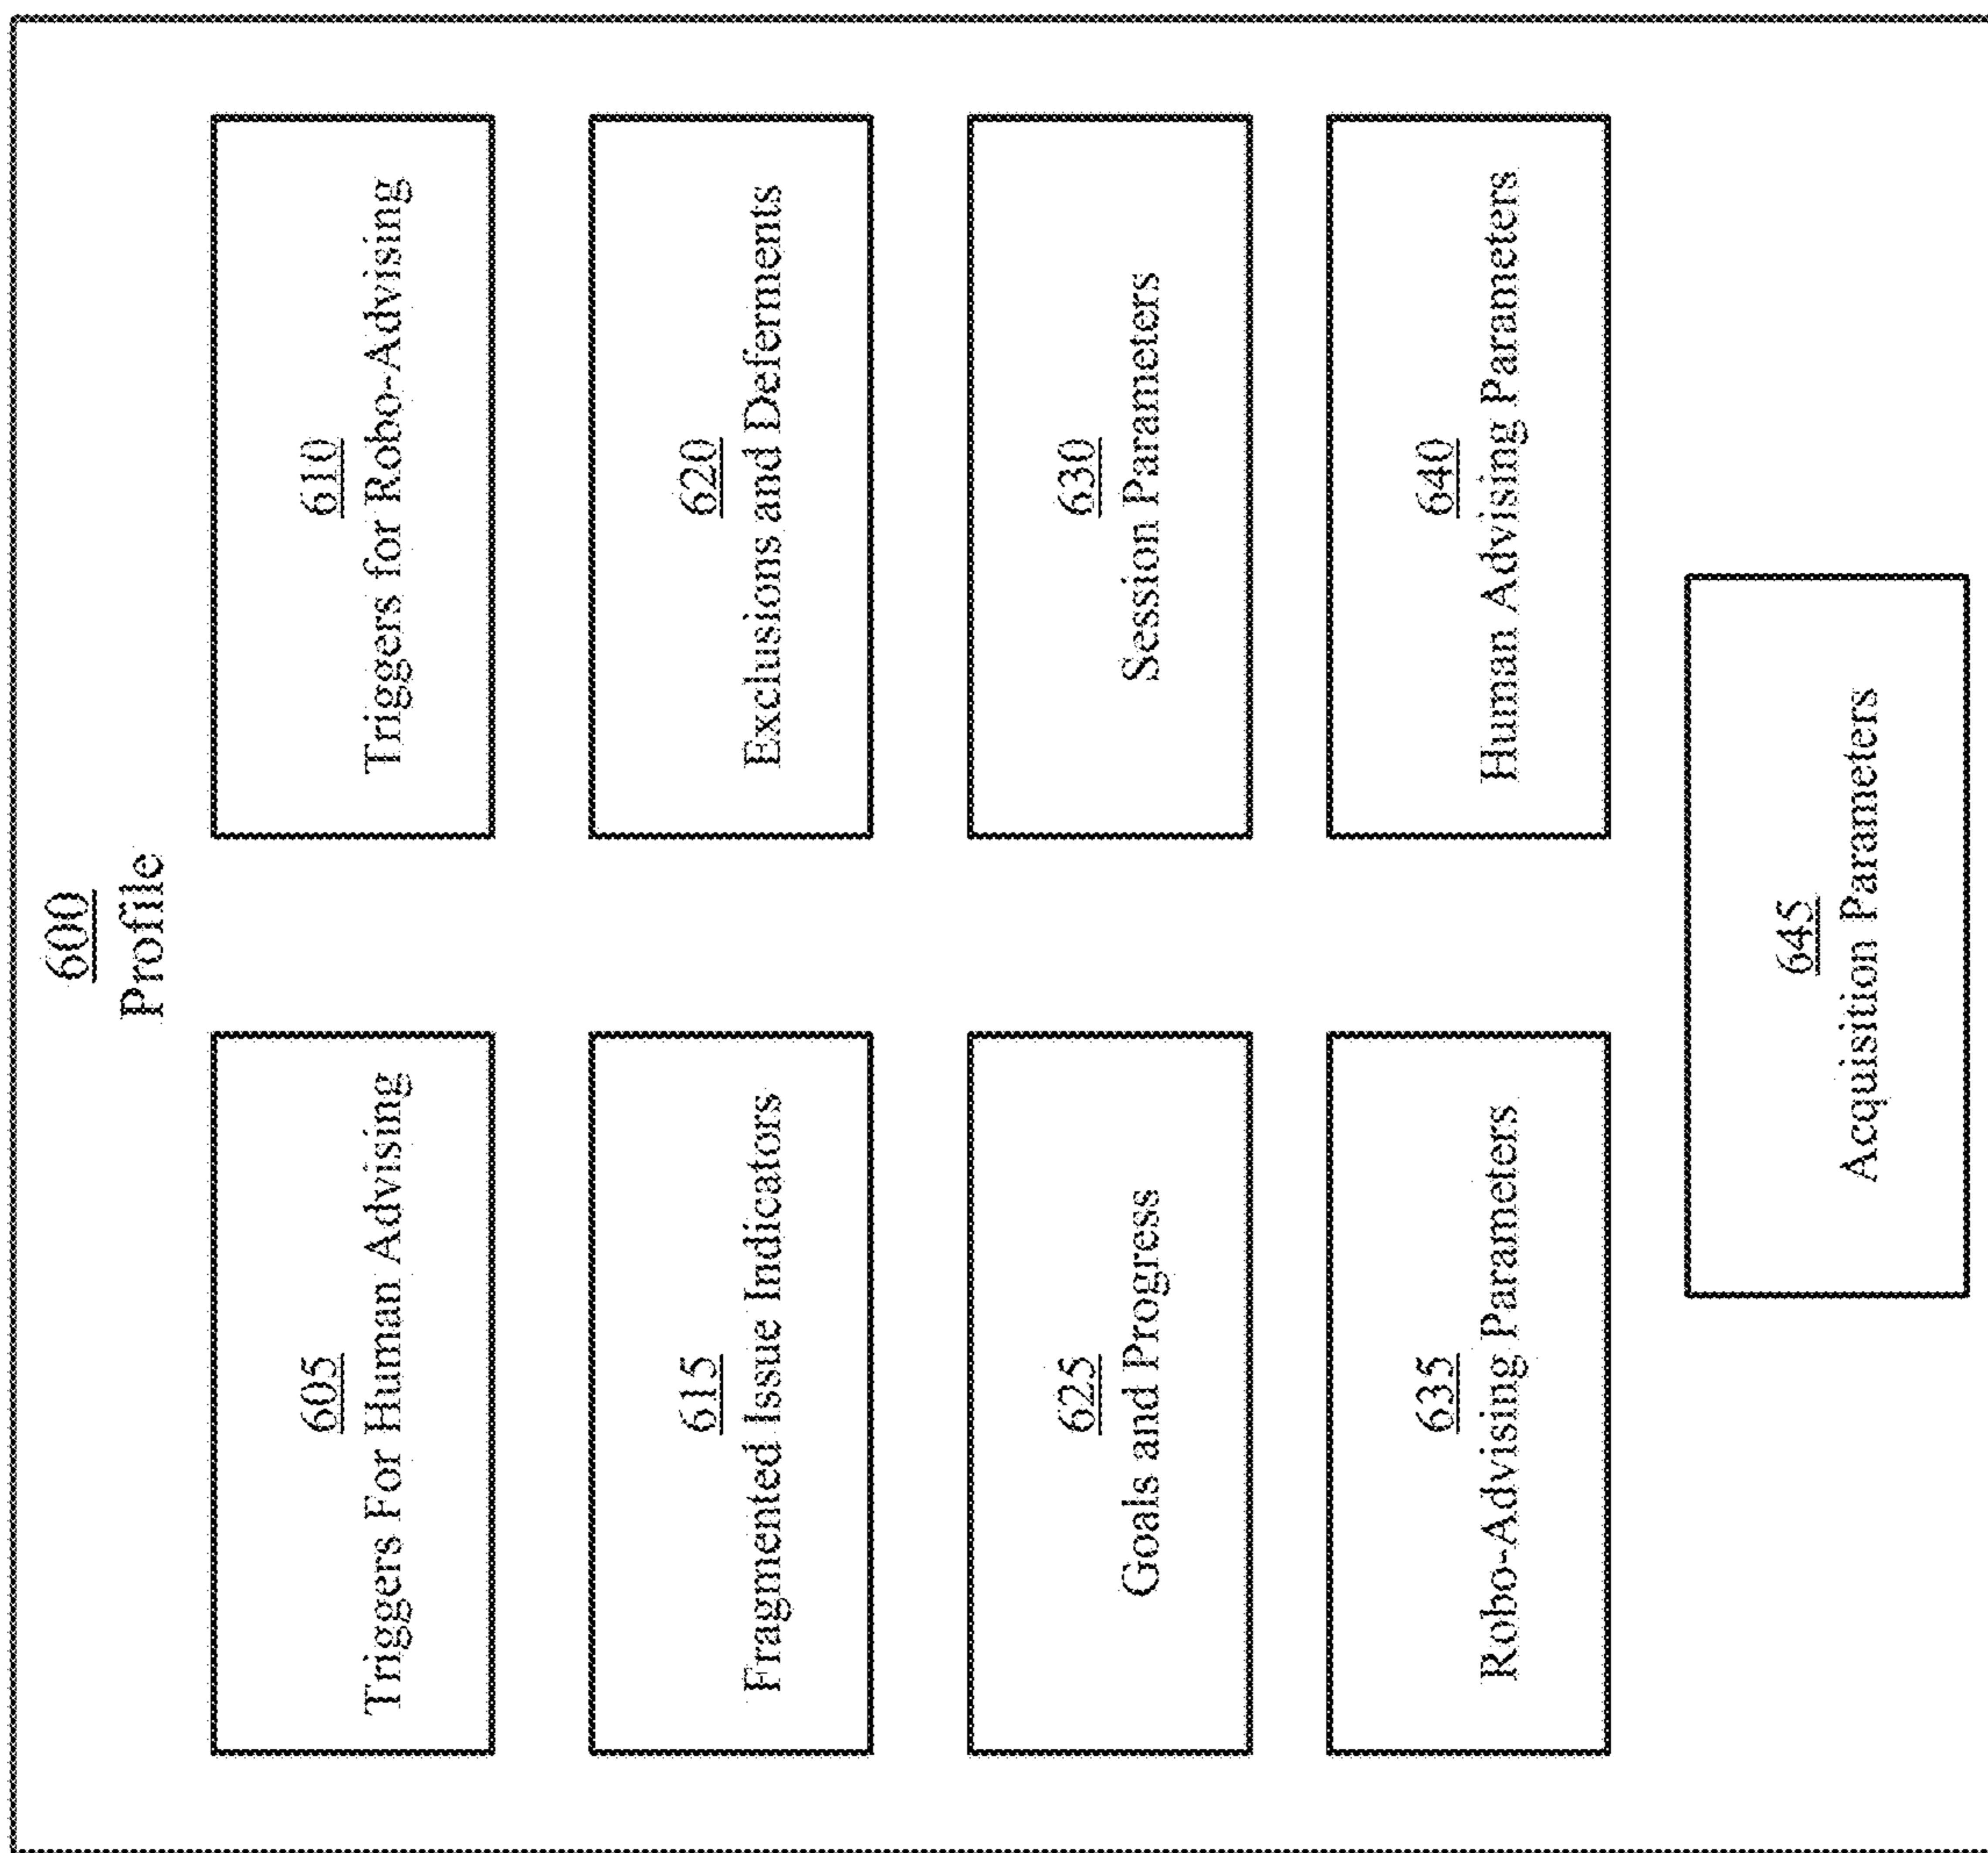 600
Profile
605
Triggers For Human Advising
610
Triggers for Robo-Advising
615
Fragmented Issue Indicators
620
Exclusions and Deferments
625
Goals and Progress
630
Session Parameters
635
Robo-Advising Parameters
640
Human Advising Parameters
645
Acquisition Parameters